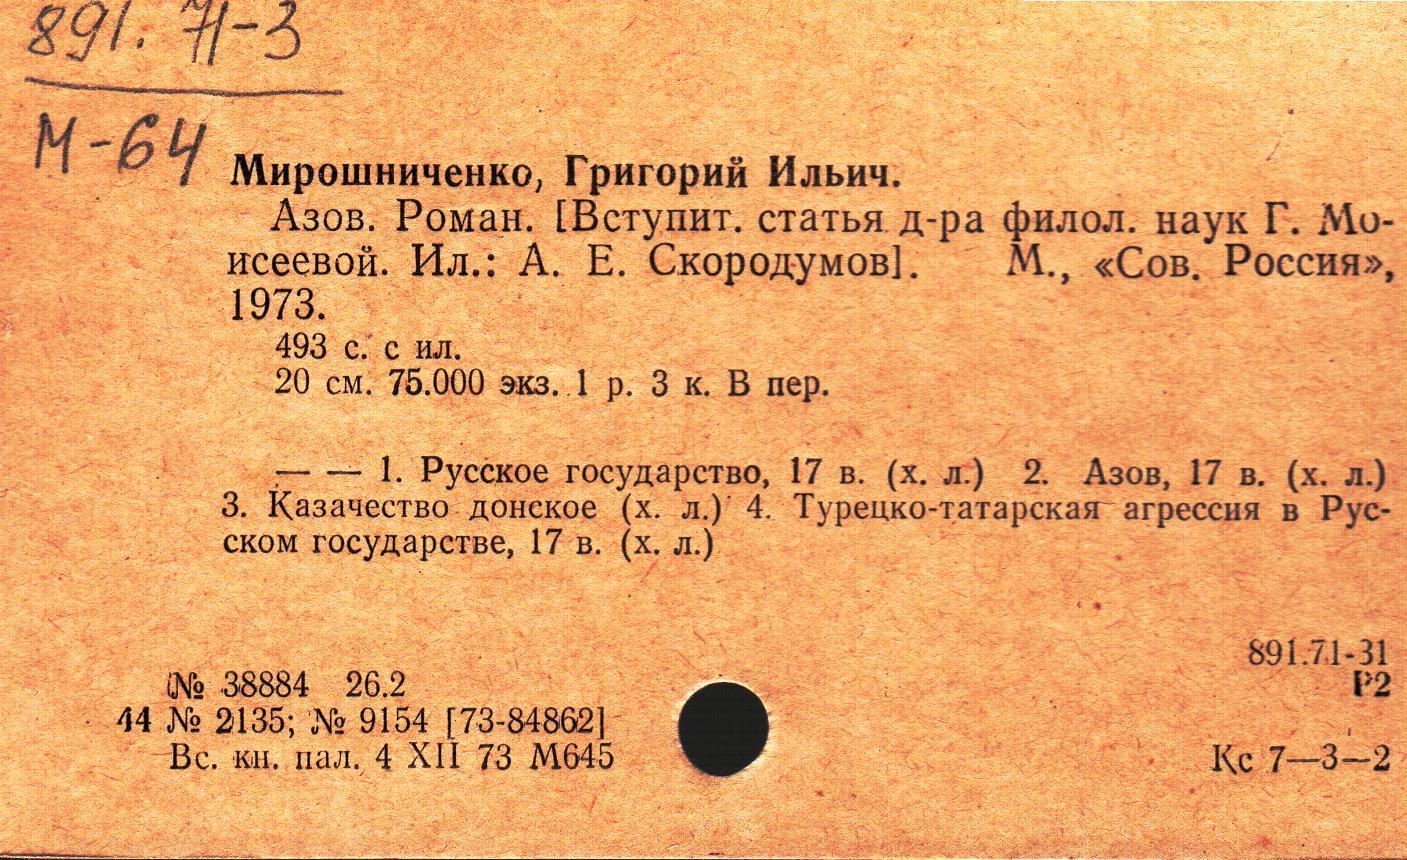 891. 71-3
М-64
Мирошниченко, Григорий Ильич.
Азов. Роман. [Вступит. статья д-ра филол. наук Г. Мо-
исеевой. Ил.: А. Е. Скородумов]. М., «Сов. Россия»,
1973.
493 с. с ил.
20 см. 75.000 экз. 1 р. 3 к. В пер.
— — 1. Русское государство, 17 в. (х. л.) 2. Азов, 17 в. (х. л.)
3. Казачество донское (х. л.) 4. Турецко-татарская агрессия в Рус-
ском государстве, 17 в. (х. л.)
891.71-31
Р2
№ 38884 26.2
44 № 2135; № 9154 [73-84862]
Вс. кн. пал. 4 XII 73 М645
Кс 7—3—2